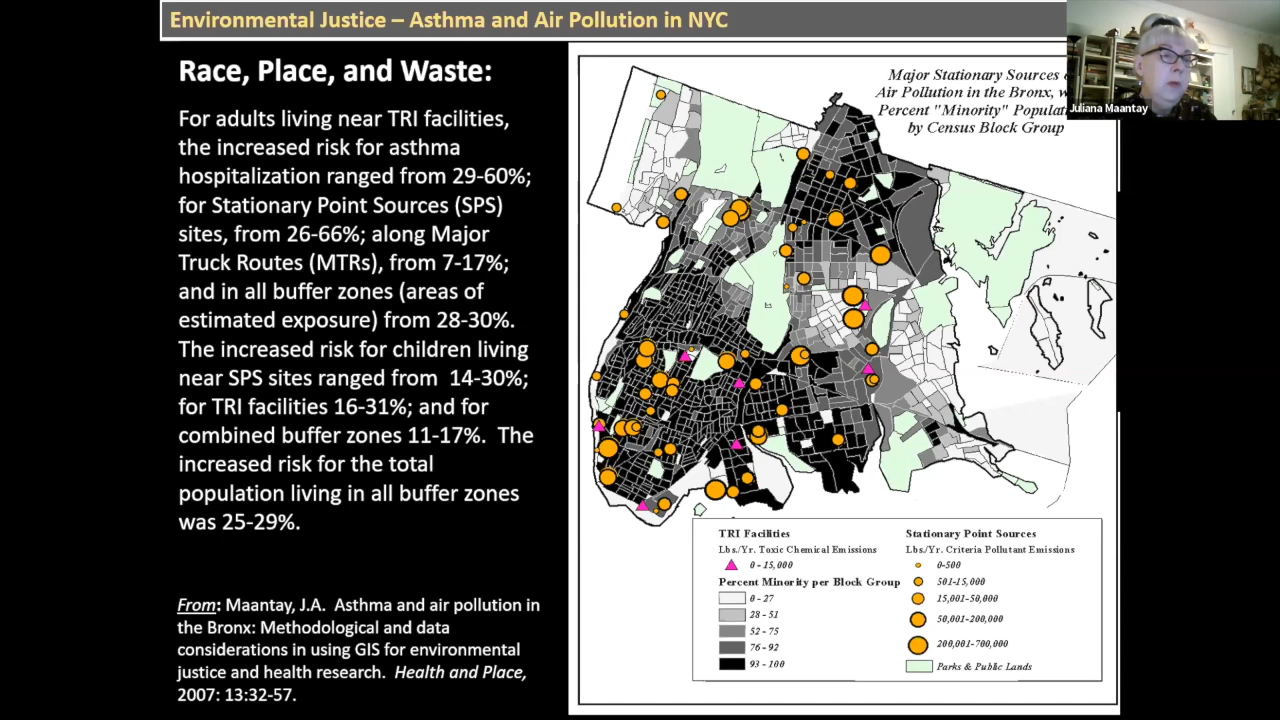 Environmental Justice – Asthma and Air Pollution in NYC
Race, Place, and Waste:
For adults living near TRI facilities,
the increased risk for asthma
hospitalization ranged from 29-60%;
for Stationary Point Sources (SPS)
sites, from 26-66%; along Major
Truck Routes (MTRs), from 7-17%;
and in all buffer zones (areas of
estimated exposure) from 28-30%.
The increased risk for children living
near SPS sites ranged from 14-30%;
for TRI facilities 16-31%; and for
combined buffer zones 11-17%. The
increased risk for the total
population living in all buffer zones
was 25-29%.
From: Maantay, J.A. Asthma and air pollution in
the Bronx: Methodological and data
considerations in using GIS for environmental
justice and health research. Health and Place,
2007: 13:32-57.
Major Stationary Sources
Air Pollution in the Bronx,
Percent "Minority"
by Census Block Group
Juliana Maantay
TRI Facilities
Lbs./Yr. Toxic Chemical Emissions
0 - 15,000
Percent Minority per Block Group
0 - 27
28 - 51
52 - 75
76 - 92
93 - 100
Stationary Point Sources
Lbs./Yr. Criteria Pollutant Emissions
0-500
501-15,000
15,001-50,000
50,001-200,000
200,001-700,000
Parks & Public Lands